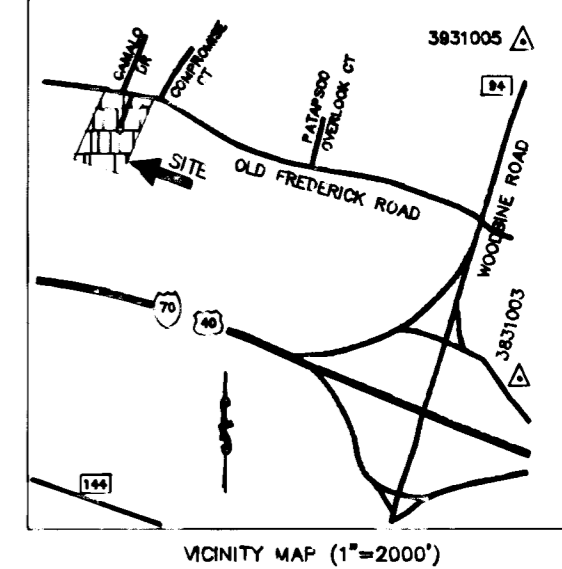 3931005
94
CAMALO
DR
COMPROMISE
CT
PATAPSCO
OVERLOOK CT
SITE
OLD FREDERICK ROAD
WOODBINE ROAD
70
40
3831003
144
VICINITY MAP (1"=2000')